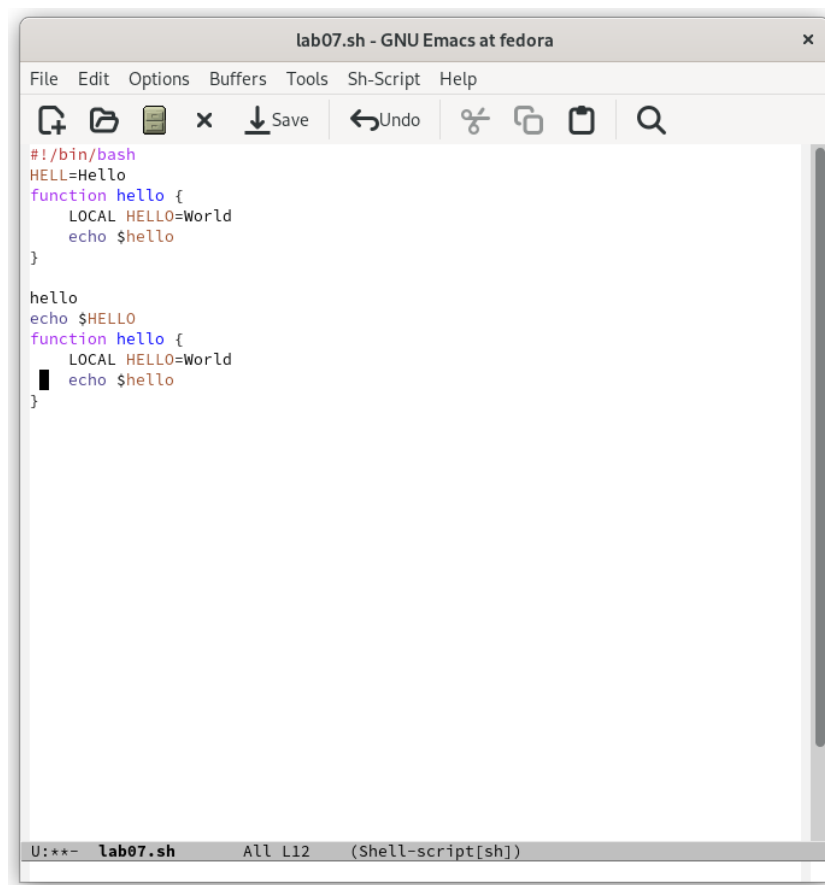 lab07.sh - GNU Emacs at fedora
File Edit Options Buffers Tools Sh-Script Help
Save Undo
#!/bin/bash
HELL=Hello
function hello {
    LOCAL HELLO=World
    echo $hello
}
hello
echo $HELLO
function hello {
    LOCAL HELLO=World
    echo $hello
}
U:**- lab07.sh All L12 (Shell-script[sh])